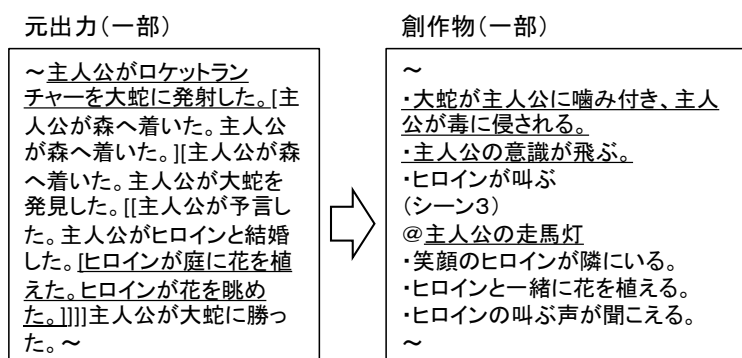 元出力（一部）
～主人公がロケットラン
チャーを大蛇に発射した。[主
人公が森へ着いた。主人公
が森へ着いた。][主人公が森
へ着いた。主人公が大蛇を
発見した。[[主人公が予言し
た。主人公がヒロインと結婚
した。[ヒロインが庭に花を植
えた。ヒロインが花を眺め
た。]]]]主人公が大蛇に勝っ
た。～
創作物（一部）
～
・大蛇が主人公に噛み付き、主人
公が毒に侵される。
・主人公の意識が飛ぶ。
・ヒロインが叫ぶ
（シーン３）
＠主人公の走馬灯
・笑顔のヒロインが隣にいる。
・ヒロインと一緒に花を植える。
・ヒロインの叫ぶ声が聞こえる。
～